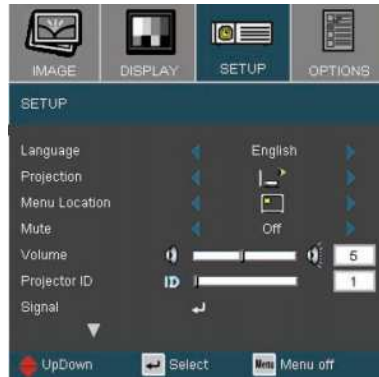 IMAGE DISPLAY SETUP OPTIONS
SETUP
Language English
Projection
Menu Location
Mute Off
Volume 5
Projector ID ID 1
Signal
UpDown Select Menu Menu off